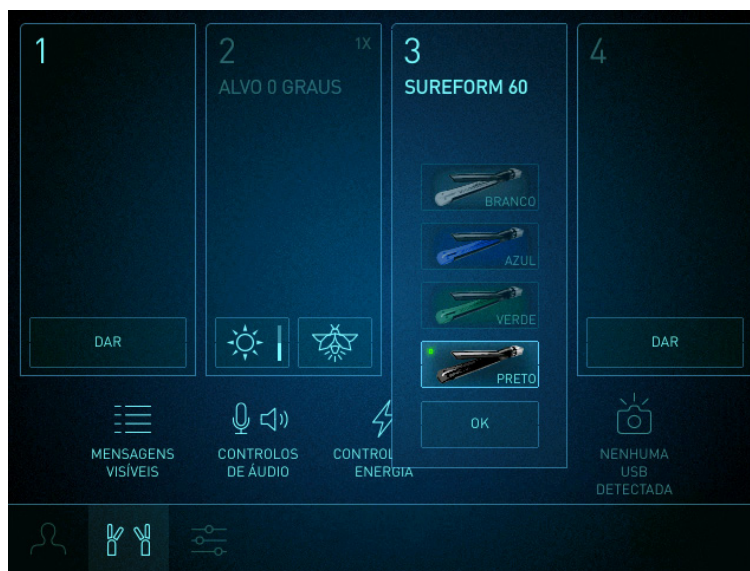 1
2
1X
ALVO 0 GRAUS
3
SUREFORM 60
4
BRANCO
AZUL
VERDE
PRETO
OK
DAR
DAR
MENSAGENS
VISÍVEIS
CONTROLOS
DE ÁUDIO
CONTROL
ENERGIA
NENHUMA
USB
DETECTADA